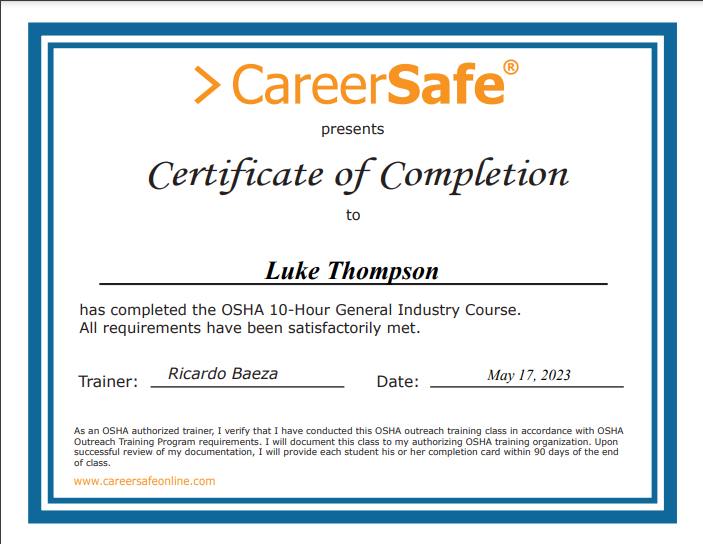 > CareerSafe®
presents
Certificate of Completion
to
Luke Thompson
has completed the OSHA 10-Hour General Industry Course.
All requirements have been satisfactorily met.
Trainer: Ricardo Baeza Date: May 17, 2023
As an OSHA authorized trainer, I verify that I have conducted this OSHA outreach training class in accordance with OSHA
Outreach Training Program requirements. I will document this class to my authorizing OSHA training organization. Upon
successful review of my documentation, I will provide each student his or her completion card within 90 days of the end
of class.
www.careersafeonline.com